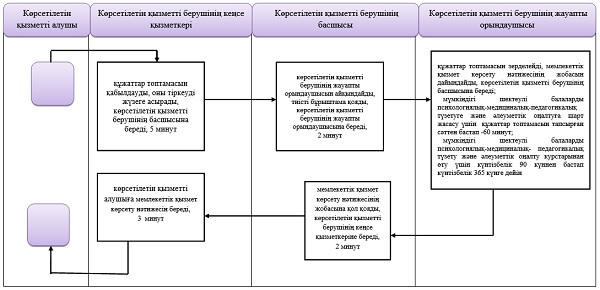 Көрсетілетін
қызметті алушы
Көрсетілетін қызметті берушінің кеңсе
қызметкері
Көрсетілетін қызметті берушінің
басшысы
Көрсетілетін қызметті берушінің жауапты
орындаушысы
құжаттар топтамасын
қабылдауды, оны тіркеуді
жүзеге асырады,
көрсетілетін қызметті
берушінің басшысына
береді, 5 минут
көрсетілетін қызметті
берушінің жауапты
орындаушысын айқындайды,
тиісті бұрыштама қояды,
көрсетілетін қызметті
берушінің жауапты
орындаушысына береді,
2 минут
құжаттар топтамасын зерделейді, мемлекеттік
қызмет көрсету нәтижесінің жобасын
дайындайды, көрсетілетін қызметті берушінің
басшысына береді;
мүмкіндігі шектеулі балаларды
психологиялық-медициналық-педагогикалық
түзетуге және әлеуметтік оңалтуға шарт
жасасу үшін құжаттар топтамасын тапсырған
сәттен бастап -60 минут;
мүмкіндігі шектеулі балаларды
психологиялық-медициналық- педагогикалық
түзету және әлеуметтік оңалту курстарынан
өту үшін күнтізбелік 90 күннен бастап
күнтізбелік 365 күнге дейін
көрсетілетін қызметті
алушыға мемлекеттік қызмет
көрсету нәтижесін береді,
3 минут
мемлекеттік қызмет
көрсету нәтижесінің
жобасына қол қояды,
көрсетілетін қызметті
берушінің кеңсе
қызметкеріне береді,
2 минут